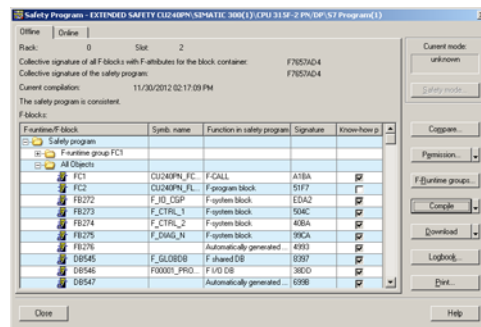 Safety Program - EXTENDED SAFETY CU240PN\SIMATIC 300(1)\CPU 315F-2 PN/DP\S7 Program(1)
Offline Online
Rack: 0 Slot: 2
Collective signature of all F-blocks with F-attributes for the block container: F7657AD4
Collective signature of the safety program: F7657AD4
Current compilation: 11/30/2012 02:17:09 PM
The safety program is consistent.
F-blocks:
F-runtime/F-block Symb. name Function in safety program Signature Know-how p
Safety program
F-runtime group FC1
All Objects
FC1 CU240PN_FC... F-CALL A1BA
FC2 CU240PN_FL... F-program block 51F7
FB272 F_IO_CGP F-system block EDA2
FB273 F_CTRL_1 F-system block 504C
FB274 F_CTRL_2 F-system block 40BA
FB275 F_DIAG_N F-system block 99CA
FB276 Automatically generated ... 4993
DB545 F_GLOBDB F shared DB 8397
DB546 F00001_PRO... F I/O DB 38DD
DB547 Automatically generated ... 699B
Current mode:
unknown
Safety mode...
Compare...
Permission...
F-Runtime groups...
Compile
Download
Logbook...
Print...
Close Help